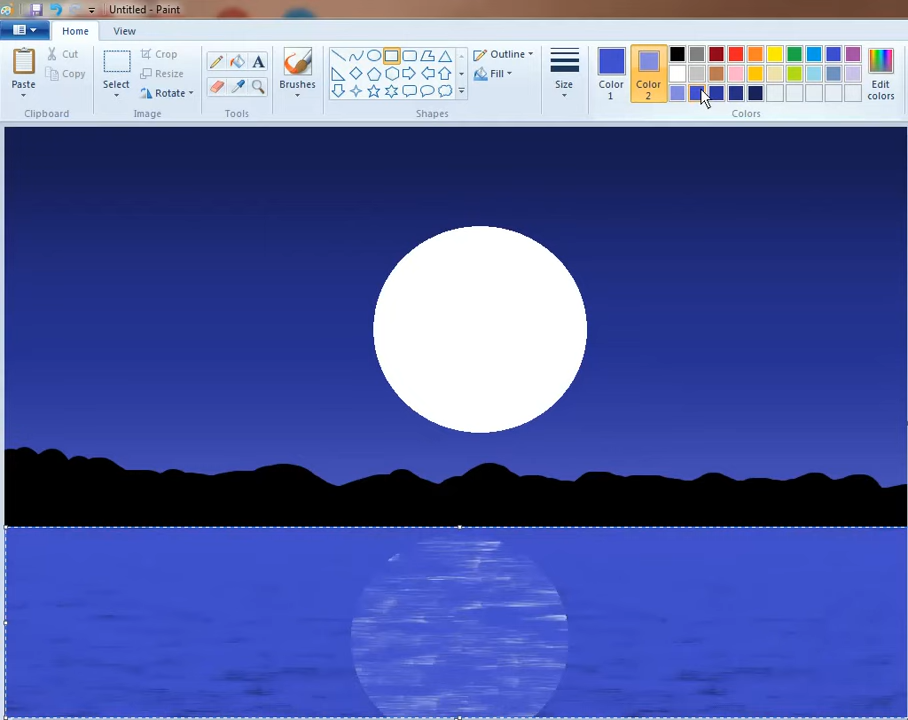 Untitled - Paint
Home
View
Paste
Cut
Copy
Clipboard
Select
Crop
Resize
Rotate
Image
A
Tools
Brushes
Outline
Fill
Shapes
Size
Color
1
Color
2
Edit
colors
Colors